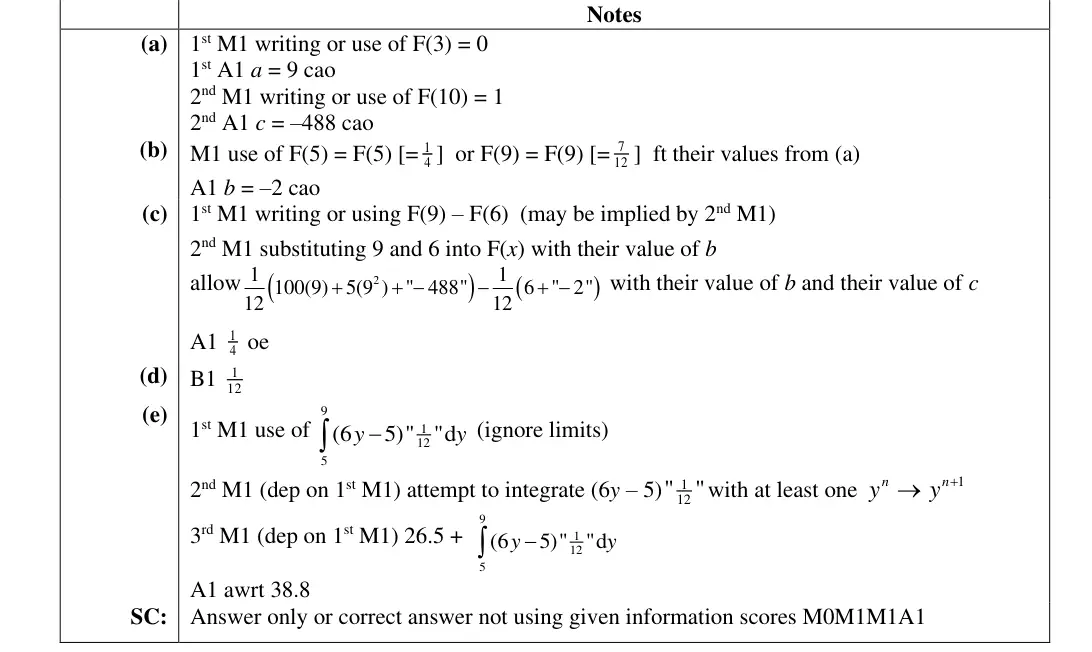 Notes
(a) 1st M1 writing or use of F(3) = 0
1st A1 a = 9 cao
2nd M1 writing or use of F(10) = 1
2nd A1 c = –488 cao
(b) M1 use of F(5) = F(5) [= 1/4 ] or F(9) = F(9) [= 7/12 ] ft their values from (a)
A1 b = –2 cao
(c) 1st M1 writing or using F(9) – F(6) (may be implied by 2nd M1)
2nd M1 substituting 9 and 6 into F(x) with their value of b
allow 1/12 (100(9) + 5(9²) + "– 488") – 1/12 (6 + "– 2") with their value of b and their value of c
A1 1/4 oe
(d) B1 1/12
(e) 1st M1 use of ∫₅⁹ (6y – 5)" 1/12 "dy (ignore limits)
2nd M1 (dep on 1st M1) attempt to integrate (6y – 5)" 1/12 " with at least one yⁿ → yⁿ⁺¹
3rd M1 (dep on 1st M1) 26.5 + ∫₅⁹ (6y – 5)" 1/12 "dy
A1 awrt 38.8
SC: Answer only or correct answer not using given information scores M0M1M1A1